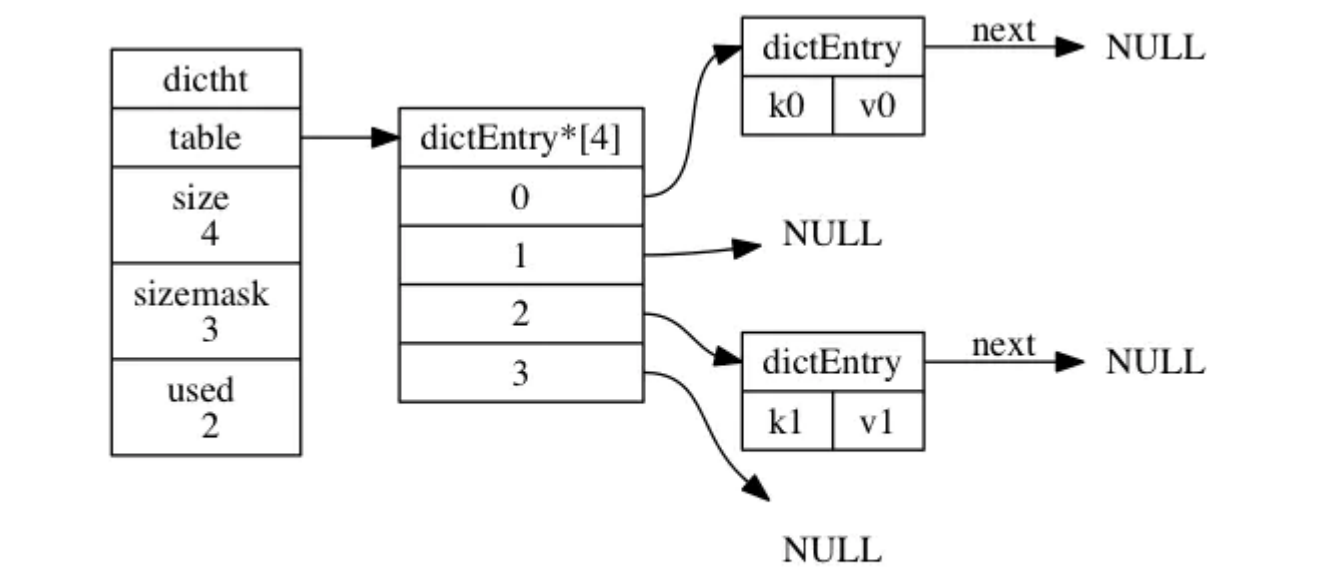 dictht
table
size
4
sizemask
3
used
2
dictEntry*[4]
0
1
2
3
dictEntry
k0 v0
next
NULL
NULL
dictEntry
k1 v1
next
NULL
NULL